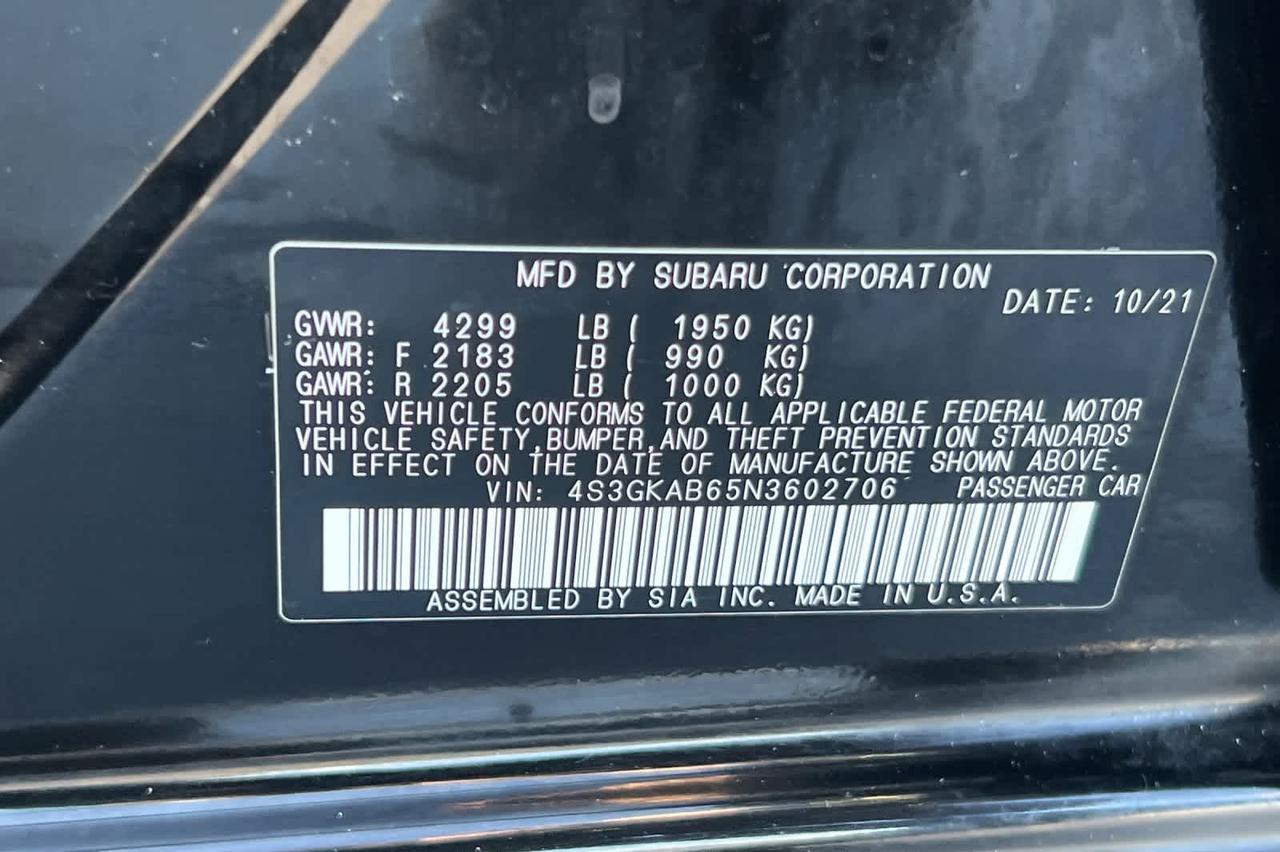 MFD BY SUBARU CORPORATION
DATE: 10/21
GVWR: 4299 LB ( 1950 KG)
GAWR: F 2183 LB ( 990 KG)
GAWR: R 2205 LB ( 1000 KG)
THIS VEHICLE CONFORMS TO ALL APPLICABLE FEDERAL MOTOR
VEHICLE SAFETY,BUMPER,AND THEFT PREVENTION STANDARDS
IN EFFECT ON THE DATE OF MANUFACTURE SHOWN ABOVE.
VIN: 4S3GKAB65N3602706 PASSENGER CAR
ASSEMBLED BY SIA INC. MADE IN U.S.A.